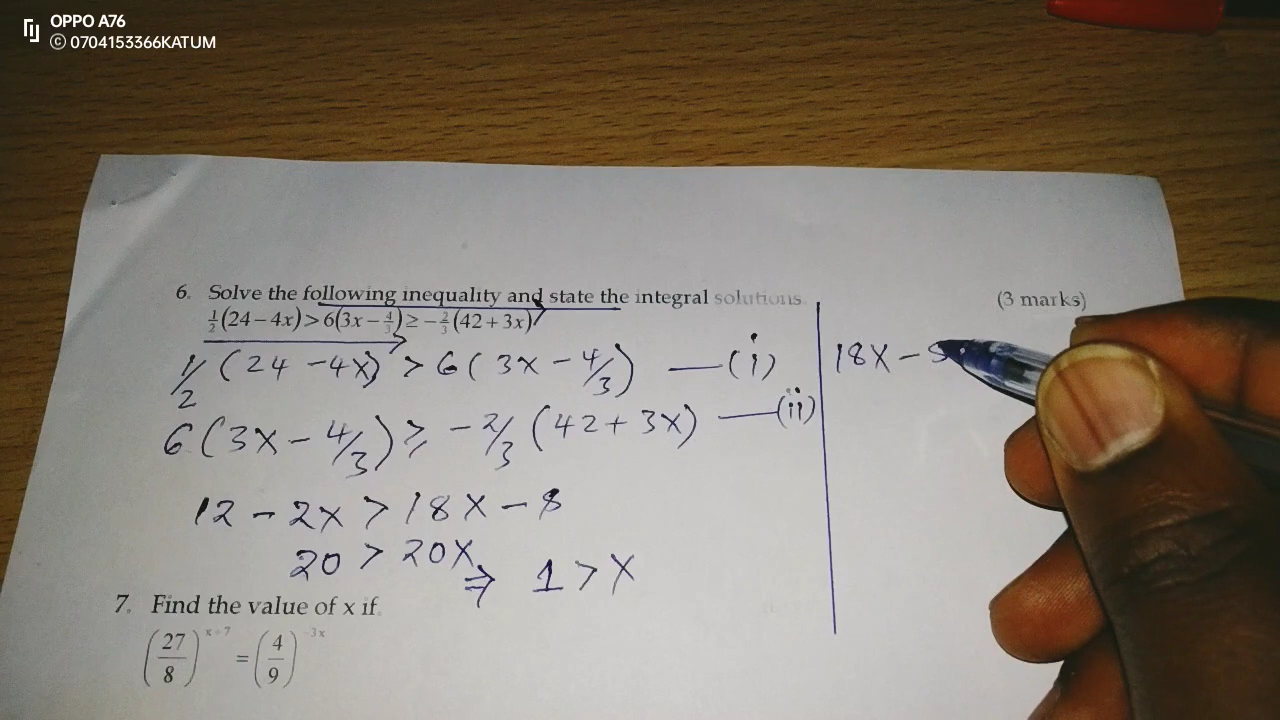 OPPO A76
© 0704153366KATUM
6. Solve the following inequality and state the integral solutions. (3 marks)
½(24 − 4x) > 6(3x − 4/3) ≥ −2/3(42 + 3x)
1/2 (24 − 4x) > 6(3x − 4/3) — (i)
6(3x − 4/3) ≥ −2/3 (42 + 3x) — (ii)
12 − 2x > 18x − 8
20 > 20x
⇒ 1 > x
18x −
7. Find the value of x if
(27/8)^(x+7) = (4/9)^(−3x)